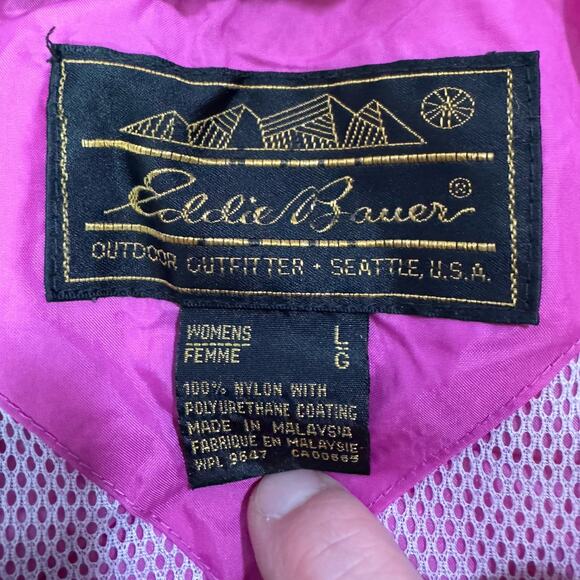 Eddie Bauer®
OUTDOOR OUTFITTER • SEATTLE, U.S.A.
WOMENS L
FEMME G
100% NYLON WITH
POLYURETHANE COATING
MADE IN MALAYSIA
FABRIQUE EN MALAYSIE
WPL 9647 CA00665